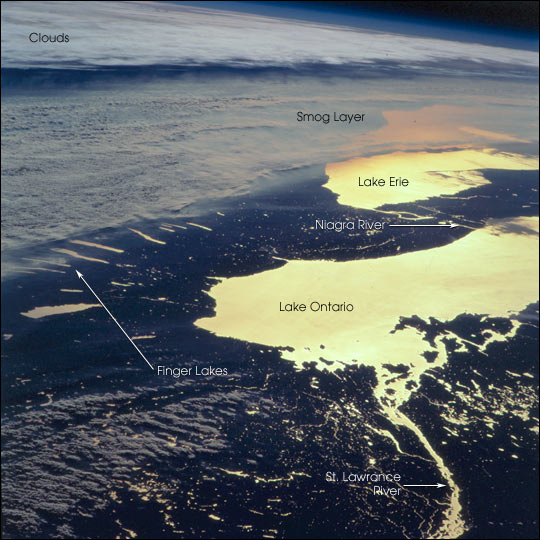 Clouds
Smog Layer
Lake Erie
Niagra River
Lake Ontario
Finger Lakes
St. Lawrance
River